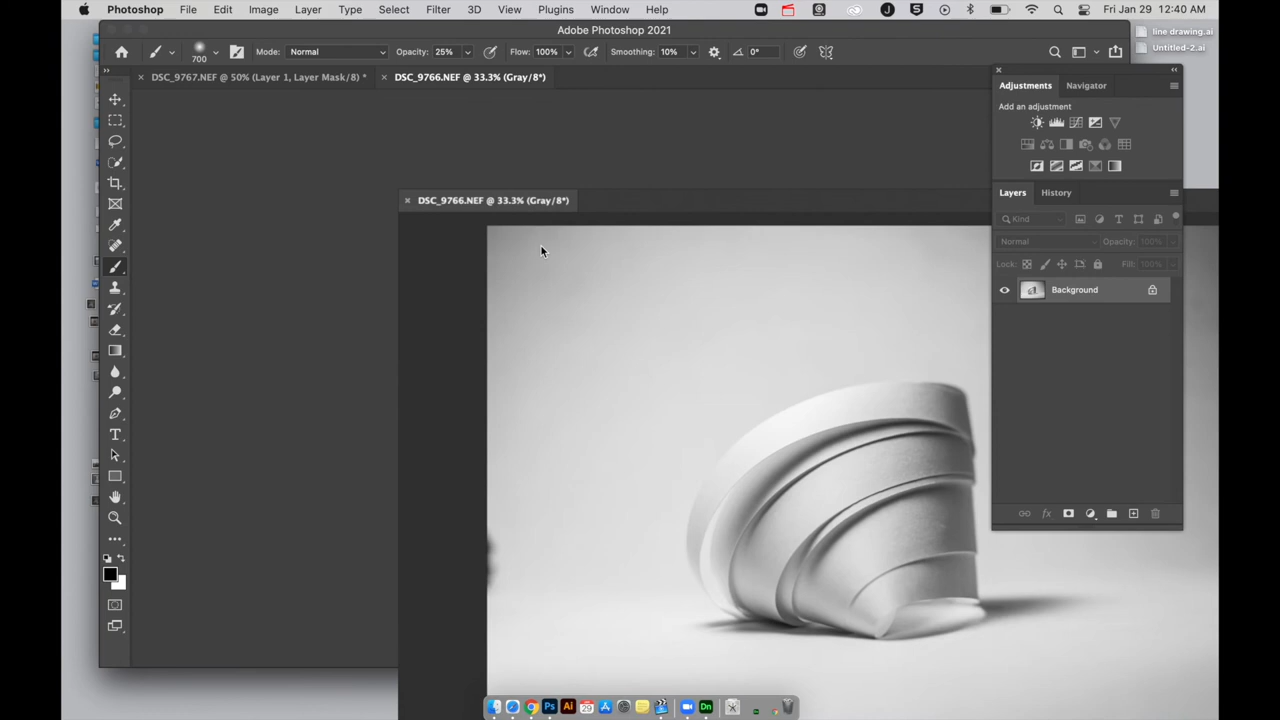 Photoshop File Edit Image Layer Type Select Filter 3D View Plugins Window Help Fri Jan 29 12:40 AM
Adobe Photoshop 2021
line drawing.ai
Untitled-2.ai
700 Mode: Normal Opacity: 25% Flow: 100% Smoothing: 10% 0°
DSC_9767.NEF @ 50% (Layer 1, Layer Mask/8) * DSC_9766.NEF @ 33.3% (Gray/8*)
Adjustments Navigator
Add an adjustment
Layers History
DSC_9766.NEF @ 33.3% (Gray/8*)
Kind
Normal Opacity: 100%
Lock: Fill: 100%
Background